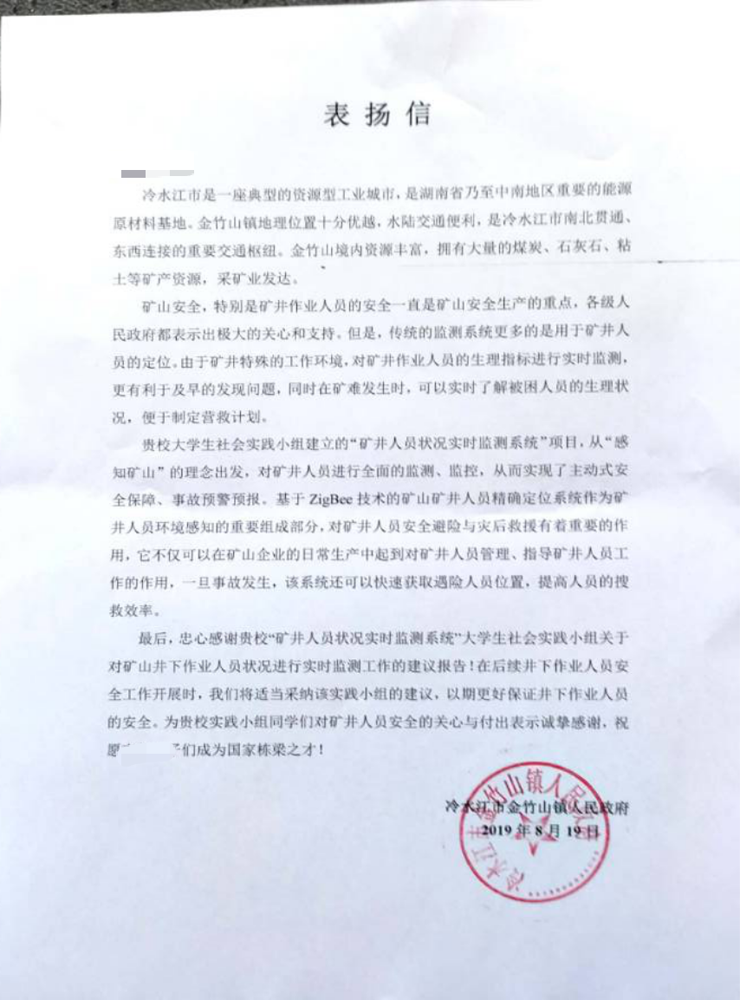 表扬信
冷水江市是一座典型的资源型工业城市，是湖南省乃至中南地区重要的能源
原材料基地。金竹山镇地理位置十分优越，水陆交通便利，是冷水江市南北贯通、
东西连接的重要交通枢纽。金竹山境内资源丰富，拥有大量的煤炭、石灰石、粘
土等矿产资源，采矿业发达。
矿山安全，特别是矿井作业人员的安全一直是矿山安全生产的重点，各级人
民政府都表示出极大的关心和支持。但是，传统的监测系统更多的是用于矿井人
员的定位。由于矿井特殊的工作环境，对矿井作业人员的生理指标进行实时监测，
更有利于及早的发现问题，同时在矿难发生时，可以实时了解被困人员的生理状
况，便于制定营救计划。
贵校大学生社会实践小组建立的“矿井人员状况实时监测系统”项目，从“感
知矿山”的理念出发，对矿井人员进行全面的监测、监控，从而实现了主动式安
全保障、事故预警预报。基于 ZigBee 技术的矿山矿井人员精确定位系统作为矿
井人员环境感知的重要组成部分，对矿井人员安全避险与灾后救援有着重要的作
用，它不仅可以在矿山企业的日常生产中起到对矿井人员管理、指导矿井人员工
作的作用，一旦事故发生，该系统还可以快速获取遇险人员位置，提高人员的搜
救效率。
最后，忠心感谢贵校“矿井人员状况实时监测系统”大学生社会实践小组关于
对矿山井下作业人员状况进行实时监测工作的建议报告！在后续井下作业人员安
全工作开展时，我们将适当采纳该实践小组的建议，以期更好保证井下作业人员
的安全。为贵校实践小组同学们对矿井人员安全的关心与付出表示诚挚感谢，祝
愿 们成为国家栋梁之才！
冷水江市金竹山镇人民政府
2019 年 8 月 19 日
冷水江市金竹山镇人民政府